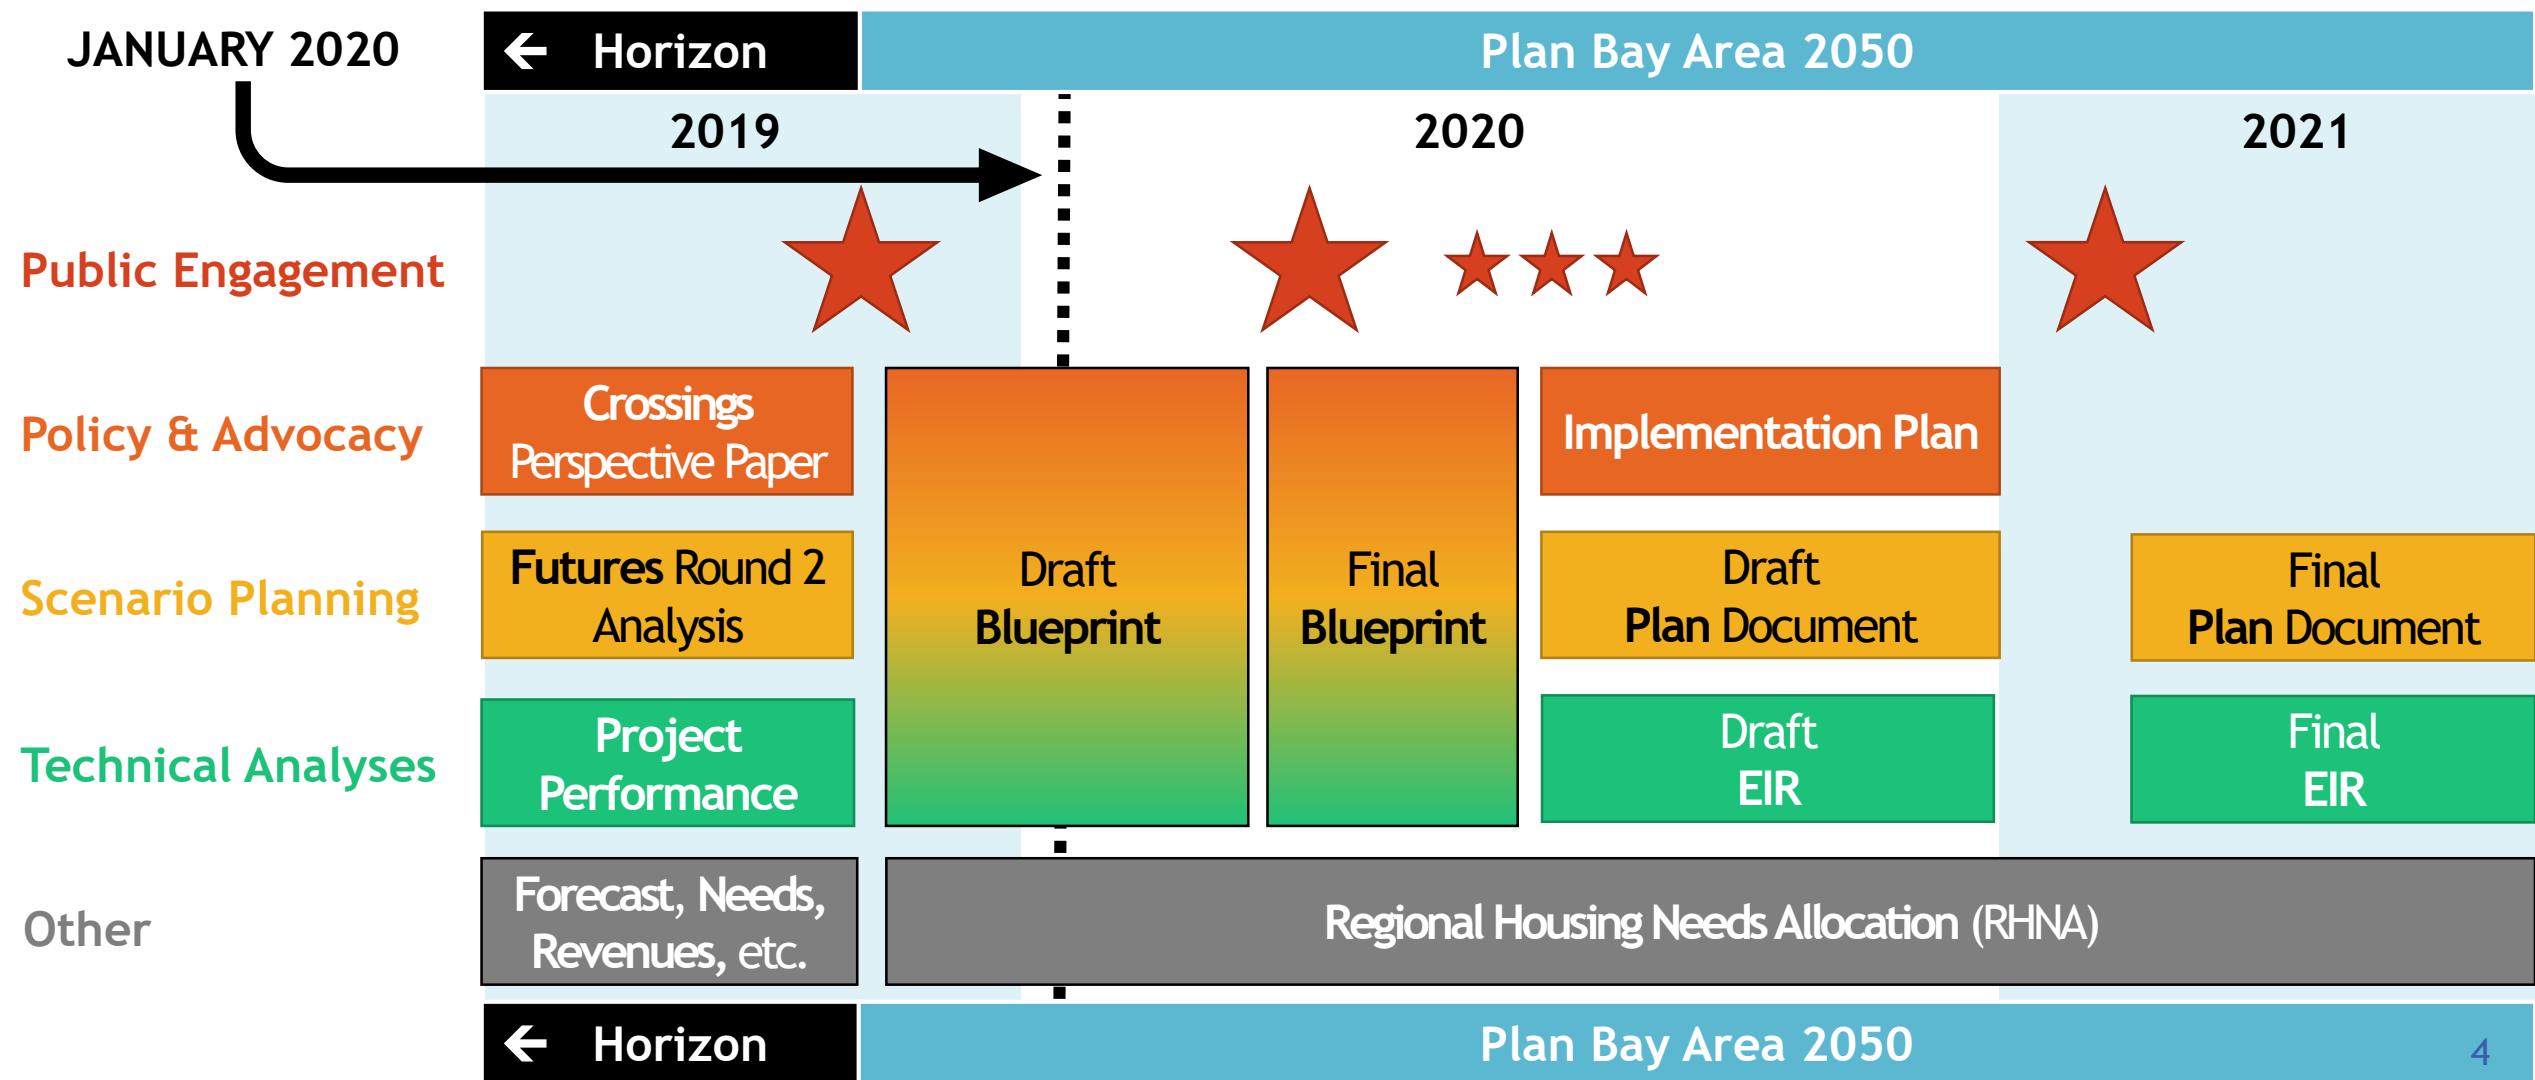 JANUARY 2020
← Horizon
Plan Bay Area 2050
2019
2020
2021
Public Engagement
Policy & Advocacy
Crossings
Perspective Paper
Implementation Plan
Scenario Planning
Futures Round 2
Analysis
Draft
Blueprint
Final
Blueprint
Draft
Plan Document
Final
Plan Document
Technical Analyses
Project
Performance
Draft
EIR
Final
EIR
Other
Forecast, Needs,
Revenues, etc.
Regional Housing Needs Allocation (RHNA)
← Horizon
Plan Bay Area 2050
4